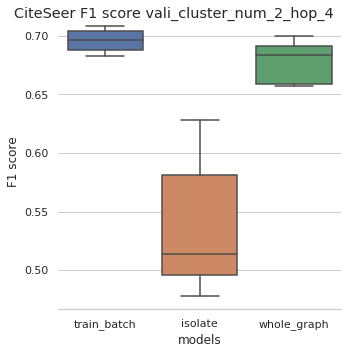 CiteSeer F1 score vali_cluster_num_2_hop_4
0.70
0.65
0.60
0.55
0.50
F1 score
train_batch
isolate
whole_graph
models